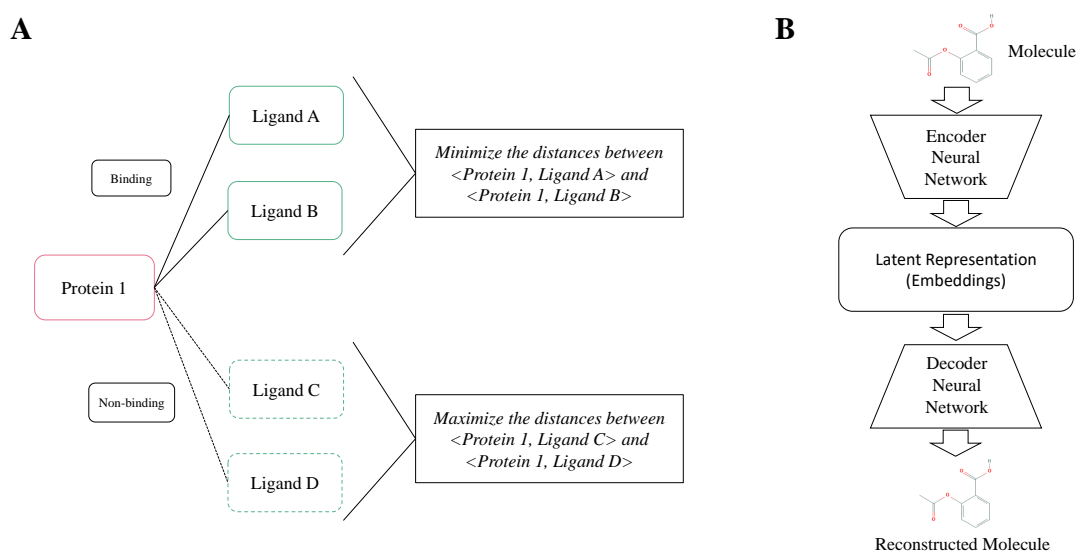 A
Ligand A
Binding
Ligand B
Minimize the distances between
<Protein 1, Ligand A> and
<Protein 1, Ligand B>
Protein 1
Non-binding
Ligand C
Ligand D
Maximize the distances between
<Protein 1, Ligand C> and
<Protein 1, Ligand D>
B
H
O
O
O
O
Molecule
Encoder
Neural
Network
Latent Representation
(Embeddings)
Decoder
Neural
Network
H
O
O
O
O
Reconstructed Molecule